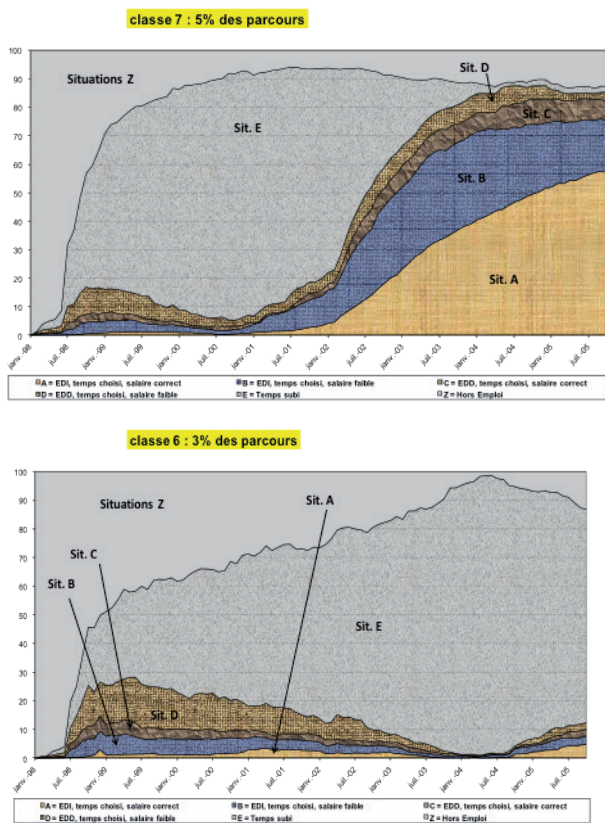 classe 7 : 5% des parcours
100
90
80
70
60
50
40
30
20
10
0
Situations Z
Sit. E
Sit. D
Sit. C
Sit. B
Sit. A
janv.-98
juil.-98
janv.-99
juil.-99
janv.-00
juil.-00
janv.-01
juil.-01
janv.-02
juil.-02
janv.-03
juil.-03
janv.-04
juil.-04
janv.-05
juil.-05
A = EDI, temps choisi, salaire correct
B = EDI, temps choisi, salaire faible
C = EDD, temps choisi, salaire correct
D = EDD, temps choisi, salaire faible
E = Temps subi
Z = Hors Emploi
classe 6 : 3% des parcours
100
90
80
70
60
50
40
30
20
10
0
Situations Z
Sit. A
Sit. C
Sit. B
Sit. E
Sit. D
janv.-98
juil.-98
janv.-99
juil.-99
janv.-00
juil.-00
janv.-01
juil.-01
janv.-02
juil.-02
janv.-03
juil.-03
janv.-04
juil.-04
janv.-05
juil.-05
A = EDI, temps choisi, salaire correct
B = EDI, temps choisi, salaire faible
C = EDD, temps choisi, salaire correct
D = EDD, temps choisi, salaire faible
E = Temps subi
Z = Hors Emploi